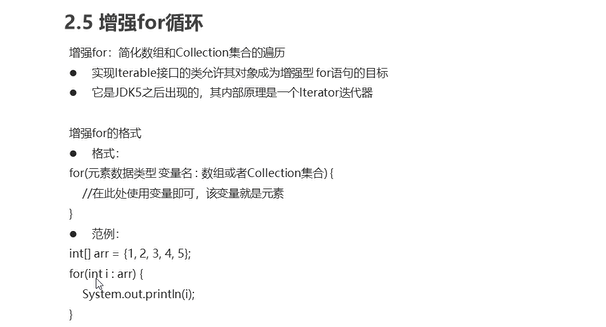 2.5 增强for循环
增强for：简化数组和Collection集合的遍历
● 实现Iterable接口的类允许其对象成为增强型 for语句的目标
● 它是JDK5之后出现的，其内部原理是一个Iterator迭代器
增强for的格式
● 格式：
for(元素数据类型 变量名 : 数组或者Collection集合) {
//在此处使用变量即可，该变量就是元素
}
● 范例：
int[] arr = {1, 2, 3, 4, 5};
for(int i : arr) {
System.out.println(i);
}